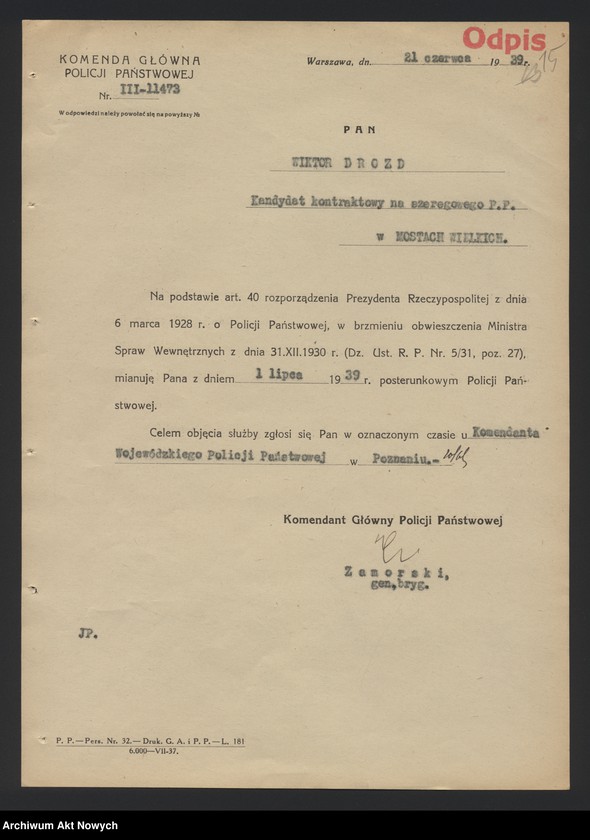 Odpis
KOMENDA GŁÓWNA
POLICJI PAŃSTWOWEJ
Nr. III-11473
W odpowiedzi należy powołać się na powyższy №
Warszawa, dn. 21 czerwca 1939r.
15
PAN
WIKTOR DROZD
Kandydat kontraktowy na szeregowego P.P.
w MOSTACH WIELKICH.
Na podstawie art. 40 rozporządzenia Prezydenta Rzeczypospolitej z dnia
6 marca 1928 r. o Policji Państwowej, w brzmieniu obwieszczenia Ministra
Spraw Wewnętrznych z dnia 31.XII.1930 r. (Dz. Ust. R. P. Nr. 5/31, poz. 27),
mianuję Pana z dniem 1 lipca 1939 r. posterunkowym Policji Pań-
stwowej.
Celem objęcia służby zgłosi się Pan w oznaczonym czasie u Komendanta
Wojewódzkiego Policji Państwowej w Poznaniu.-
Komendant Główny Policji Państwowej
Zamorski,
gen,bryg.
JP.
P. P.—Pers. Nr. 32.— Druk. G. A. i P. P.—L. 181
6.000—VII-37.
Archiwum Akt Nowych